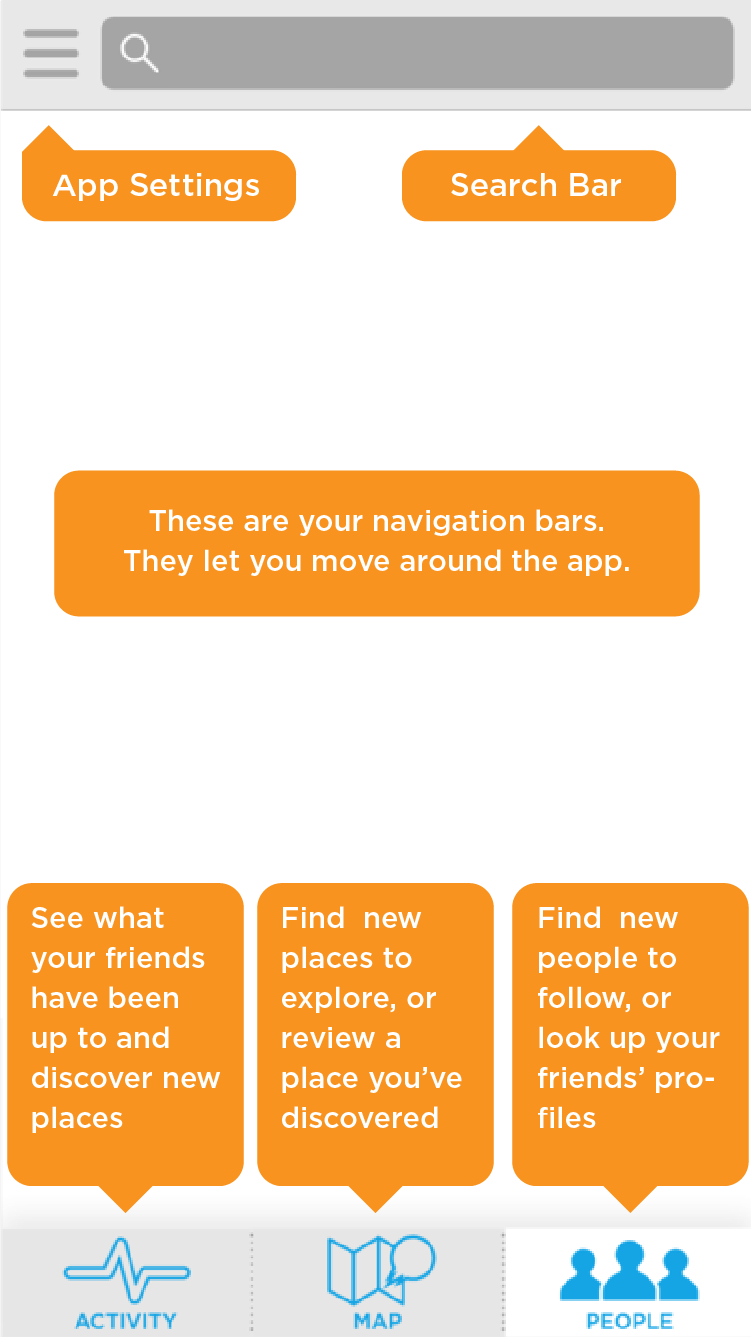 App Settings
Search Bar
These are your navigation bars.
They let you move around the app.
See what
your friends
have been
up to and
discover new
places
Find  new
places to
explore, or
review a
place you’ve
discovered
Find  new
people to
follow, or
look up your
friends’ pro-
files
ACTIVITY
MAP
PEOPLE